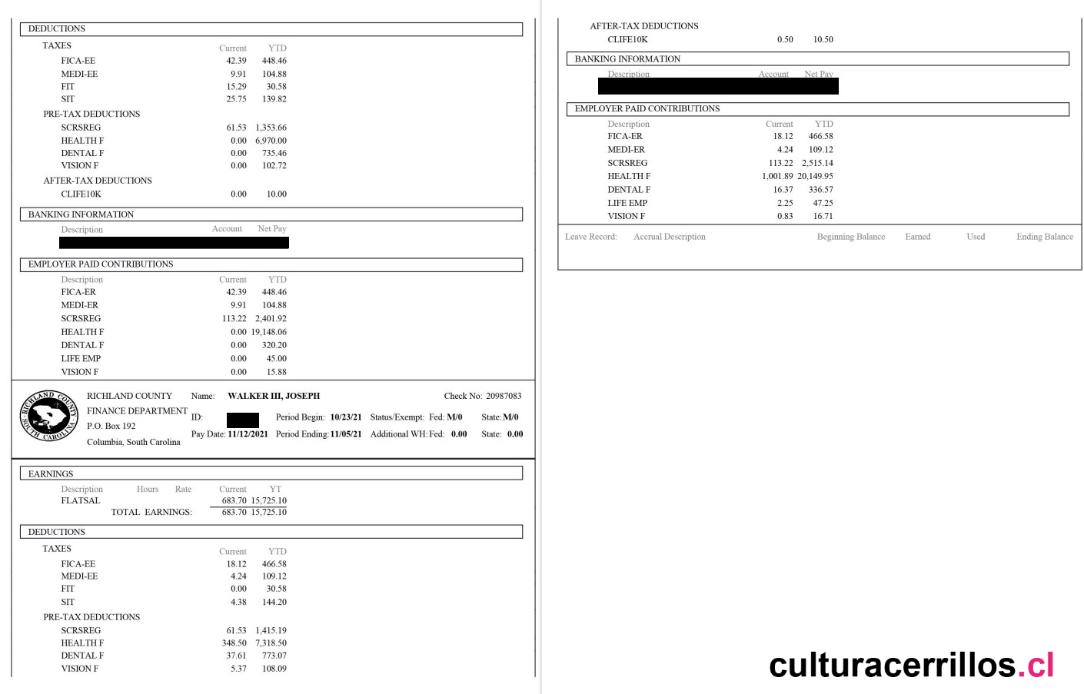 DEDUCTIONS
TAXES Current YTD
FICA-EE 42.39 448.46
MEDI-EE 9.91 104.88
FIT 15.29 30.58
SIT 25.75 139.82
PRE-TAX DEDUCTIONS
SCRSREG 61.53 1,353.66
HEALTH F 0.00 6,970.00
DENTAL F 0.00 735.46
VISION F 0.00 102.72
AFTER-TAX DEDUCTIONS
CLIFE10K 0.00 10.00
BANKING INFORMATION
Description Account Net Pay
EMPLOYER PAID CONTRIBUTIONS
Description Current YTD
FICA-ER 42.39 448.46
MEDI-ER 9.91 104.88
SCRSREG 113.22 2,401.92
HEALTH F 0.00 19,148.06
DENTAL F 0.00 320.20
LIFE EMP 0.00 45.00
VISION F 0.00 15.88
RICHLAND COUNTY
SOUTH CAROLINA
RICHLAND COUNTY Name: WALKER III, JOSEPH Check No: 20987083
FINANCE DEPARTMENT ID: Period Begin: 10/23/21 Status/Exempt: Fed: M/0 State: M/0
P.O. Box 192
Pay Date: 11/12/2021 Period Ending: 11/05/21 Additional WH: Fed: 0.00 State: 0.00
Columbia, South Carolina
EARNINGS
Description Hours Rate Current YT
FLATSAL 683.70 15,725.10
TOTAL EARNINGS: 683.70 15,725.10
DEDUCTIONS
TAXES Current YTD
FICA-EE 18.12 466.58
MEDI-EE 4.24 109.12
FIT 0.00 30.58
SIT 4.38 144.20
PRE-TAX DEDUCTIONS
SCRSREG 61.53 1,415.19
HEALTH F 348.50 7,318.50
DENTAL F 37.61 773.07
VISION F 5.37 108.09
AFTER-TAX DEDUCTIONS
CLIFE10K 0.50 10.50
BANKING INFORMATION
Description Account Net Pay
EMPLOYER PAID CONTRIBUTIONS
Description Current YTD
FICA-ER 18.12 466.58
MEDI-ER 4.24 109.12
SCRSREG 113.22 2,515.14
HEALTH F 1,001.89 20,149.95
DENTAL F 16.37 336.57
LIFE EMP 2.25 47.25
VISION F 0.83 16.71
Leave Record: Accrual Description Beginning Balance Earned Used Ending Balance
culturacerrillos.cl